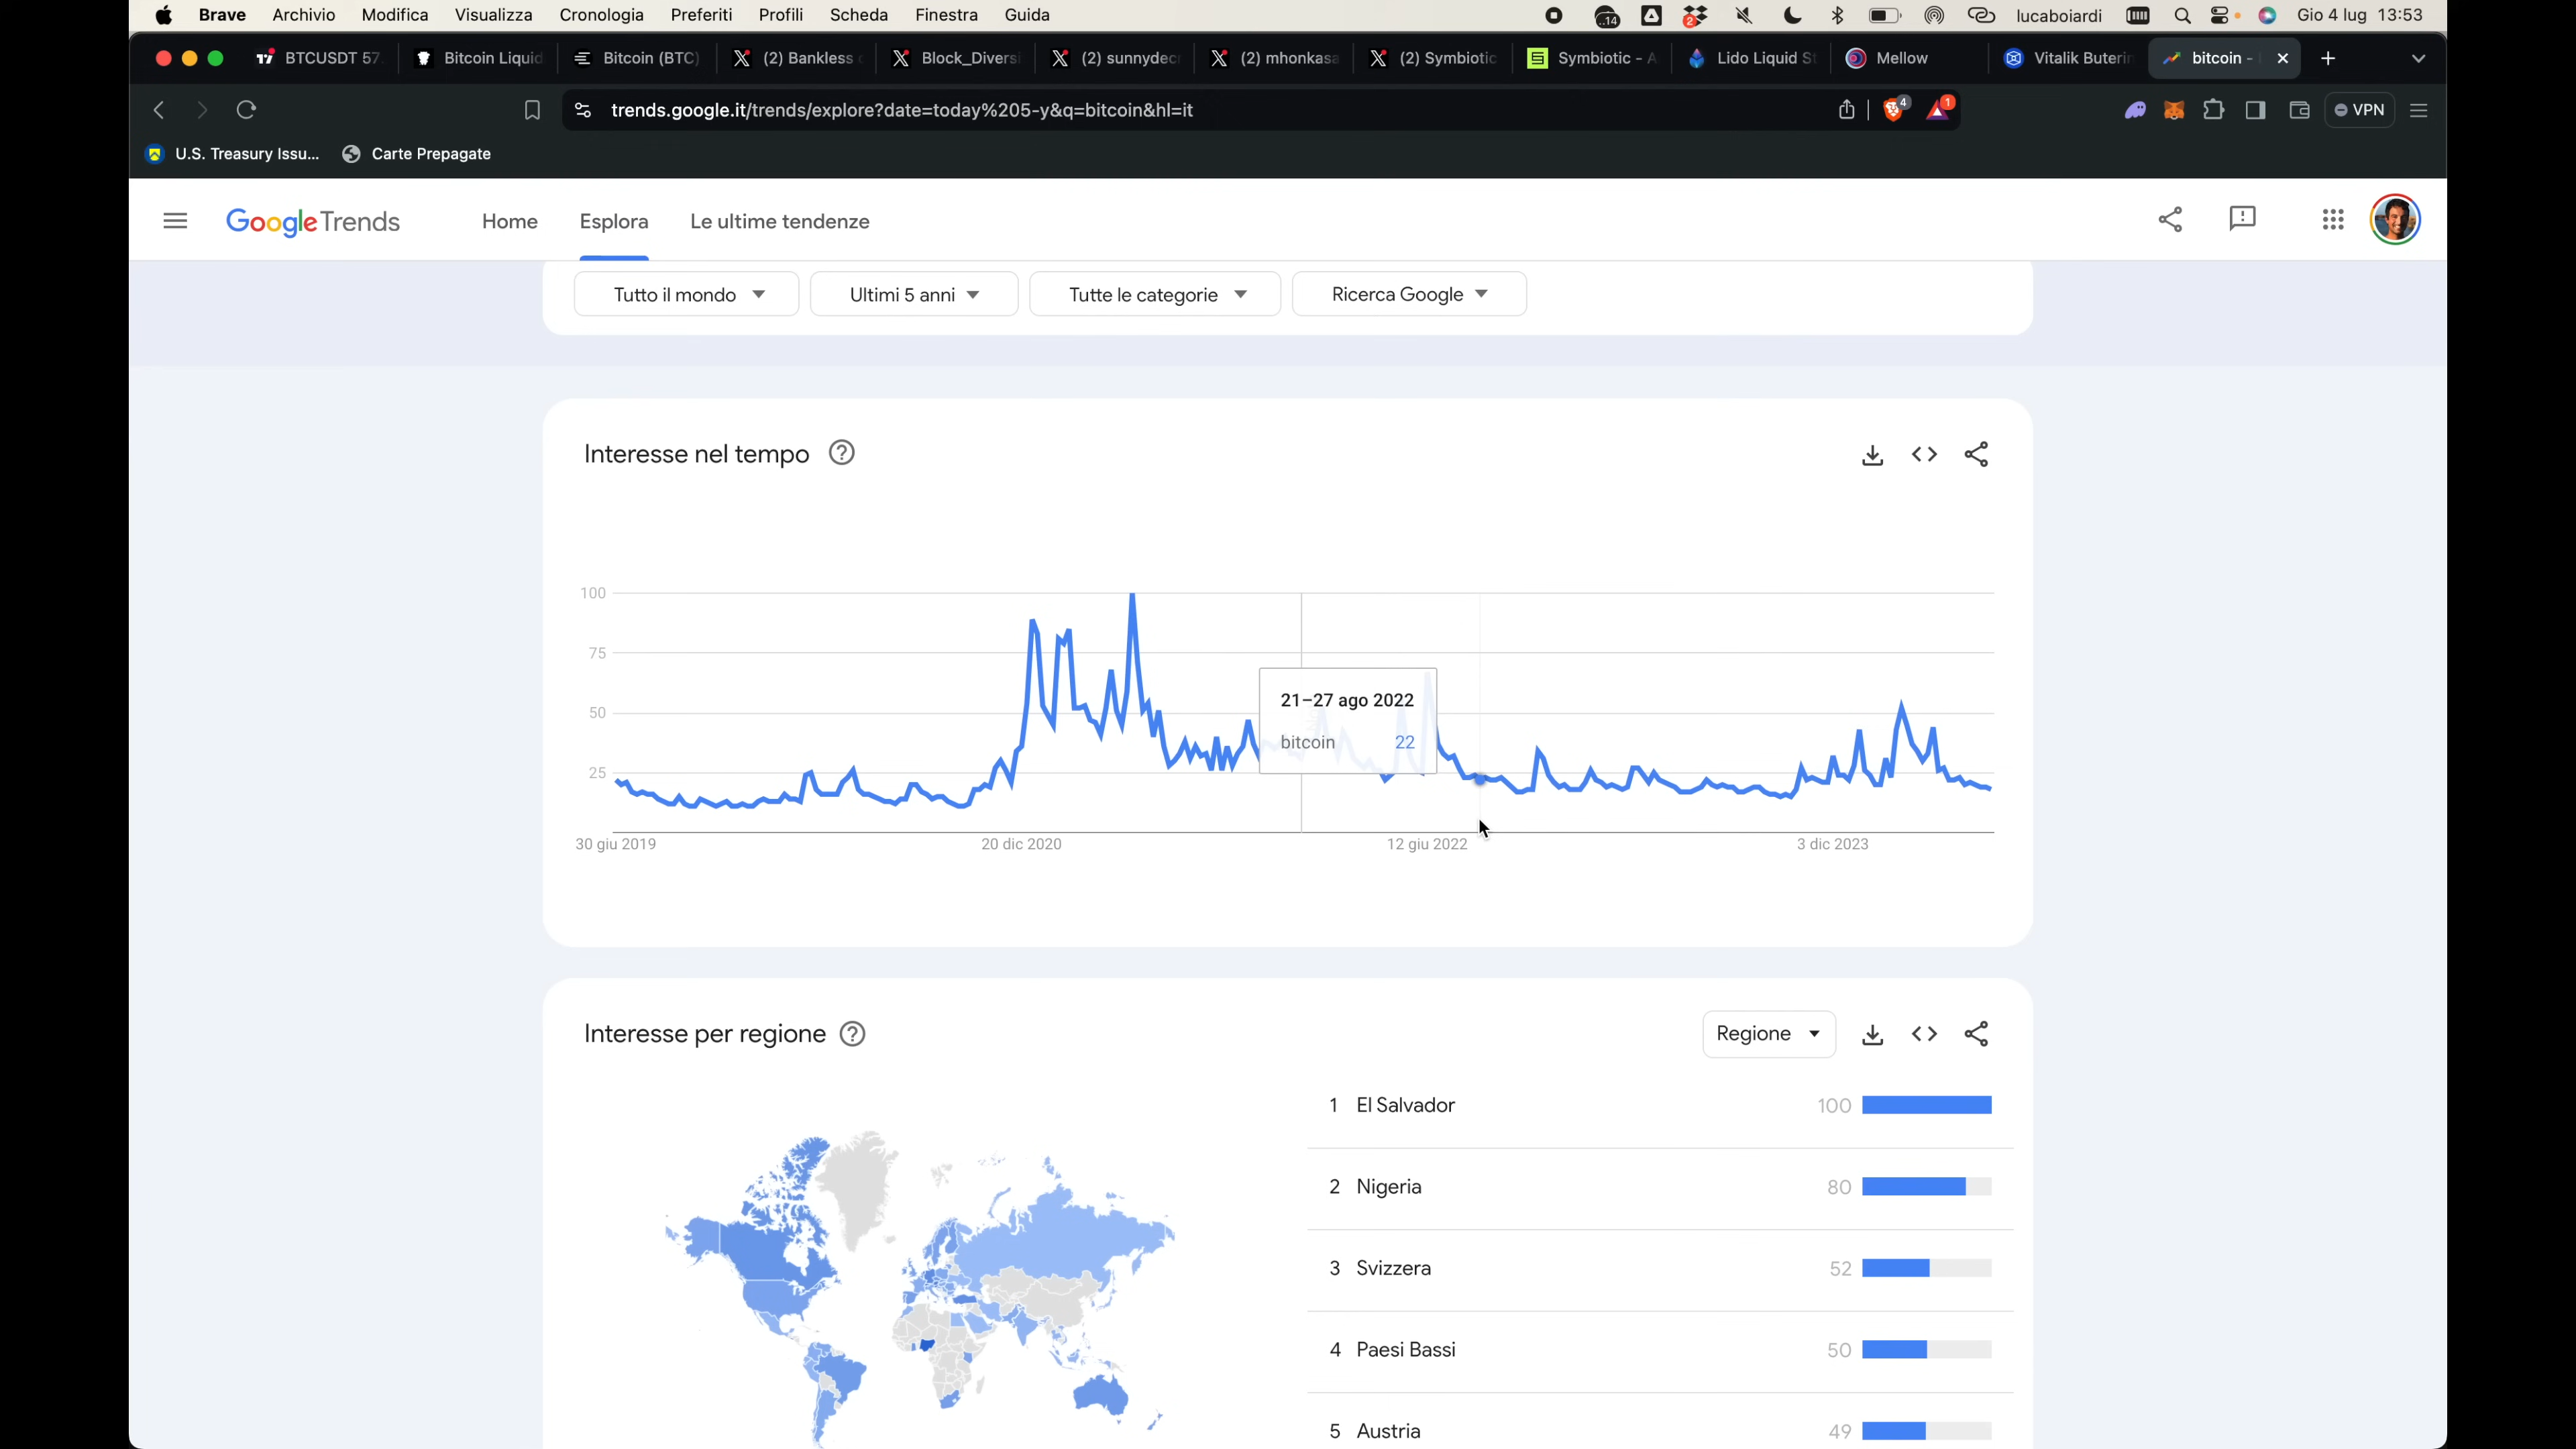 Brave Archivio Modifica Visualizza Cronologia Preferiti Profili Scheda Finestra Guida lucaboiardi Gio 4 lug 13:53
BTCUSDT 57. Bitcoin Liquid Bitcoin (BTC) (2) Bankless (2) sunnydecr (2) mhonkasa (2) Symbiotic Symbiotic - A Lido Liquid St Mellow Vitalik Buterin bitcoin -
trends.google.it/trends/explore?date=today%205-y&q=bitcoin&hl=it 4 1 VPN
U.S. Treasury Issu... Carte Prepagate
Google Trends Home Esplora Le ultime tendenze
Tutto il mondo Ultimi 5 anni Tutte le categorie Ricerca Google
Interesse nel tempo
100
75
50
25
21–27 ago 2022
bitcoin 22
30 giu 2019 20 dic 2020 12 giu 2022 3 dic 2023
Interesse per regione Regione
1 El Salvador 100
2 Nigeria 80
3 Svizzera 52
4 Paesi Bassi 50
5 Austria 49